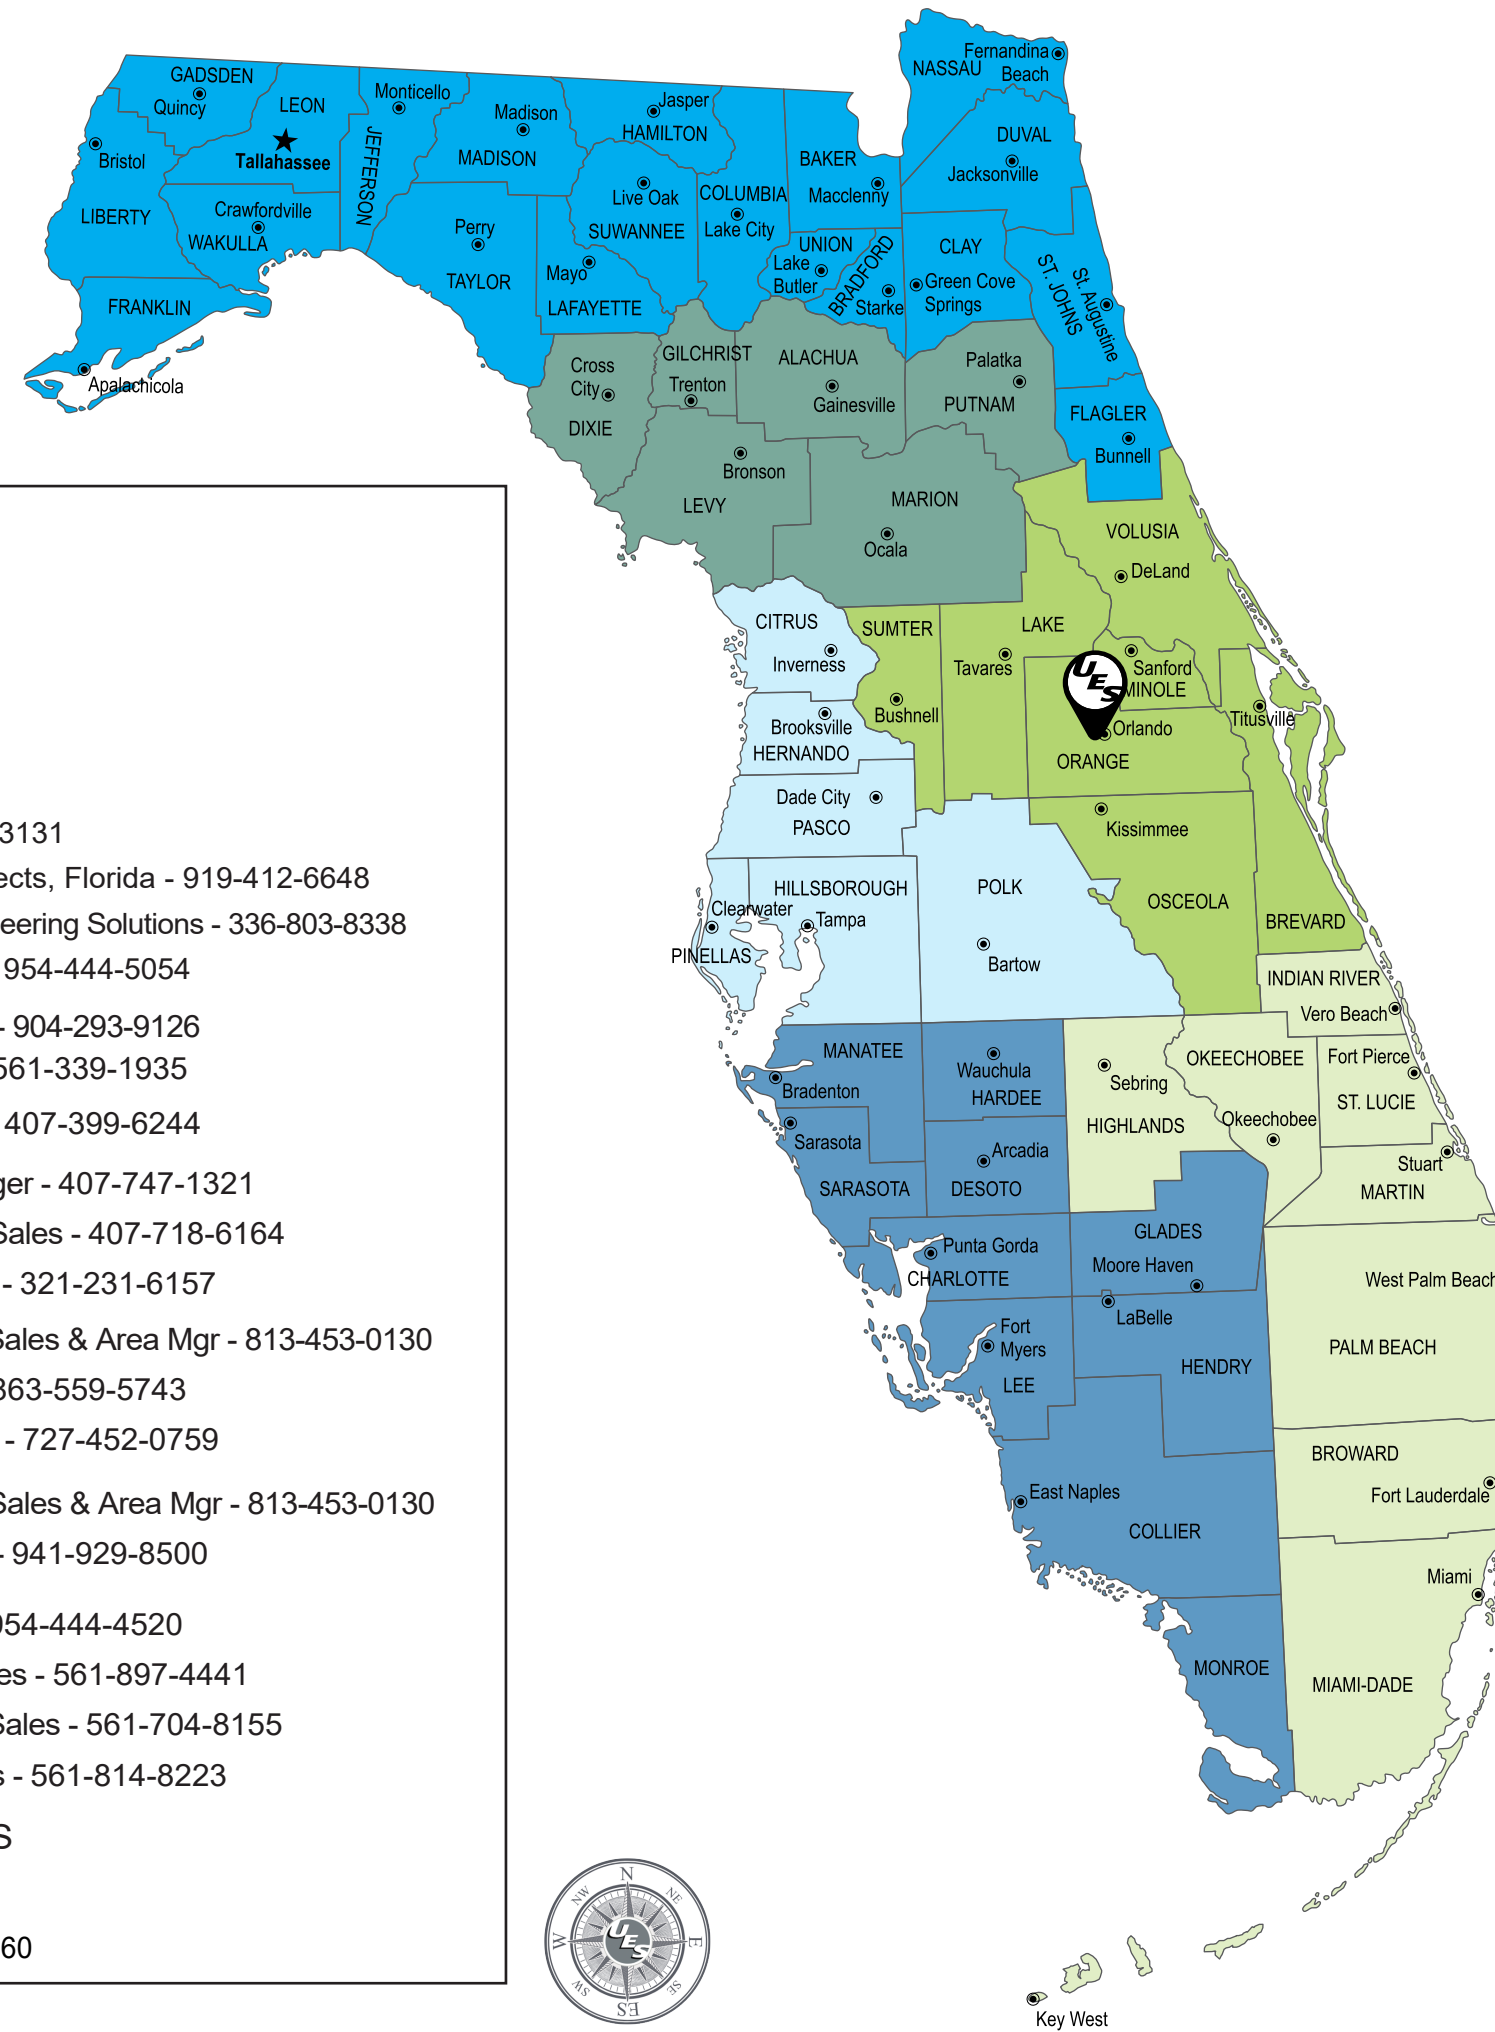 Fernandina
Beach
NASSAU
GADSDEN
Quincy
LEON
Tallahassee
Monticello
JEFFERSON
Madison
MADISON
Jasper
HAMILTON
BAKER
Macclenny
DUVAL
Jacksonville
Bristol
LIBERTY
Crawfordville
WAKULLA
Perry
TAYLOR
Live Oak
SUWANNEE
COLUMBIA
Lake City
UNION
Lake
Butler
BRADFORD
Starke
CLAY
Green Cove
Springs
ST. JOHNS
St. Augustine
Mayo
LAFAYETTE
FRANKLIN
Apalachicola
Cross
City
DIXIE
GILCHRIST
Trenton
ALACHUA
Gainesville
Palatka
PUTNAM
FLAGLER
Bunnell
Bronson
LEVY
MARION
Ocala
VOLUSIA
DeLand
CITRUS
Inverness
SUMTER
Bushnell
LAKE
Tavares
UES
Sanford
MINOLE
Orlando
ORANGE
Titusville
Brooksville
HERNANDO
Dade City
PASCO
Kissimmee
OSCEOLA
BREVARD
HILLSBOROUGH
Clearwater
Tampa
PINELLAS
POLK
Bartow
INDIAN RIVER
Vero Beach
MANATEE
Bradenton
Wauchula
HARDEE
Sebring
HIGHLANDS
OKEECHOBEE
Okeechobee
Fort Pierce
ST. LUCIE
Sarasota
SARASOTA
Arcadia
DESOTO
Stuart
MARTIN
Punta Gorda
CHARLOTTE
GLADES
Moore Haven
LaBelle
HENDRY
West Palm Beach
PALM BEACH
Fort
Myers
LEE
BROWARD
Fort Lauderdale
East Naples
COLLIER
Miami
MIAMI-DADE
MONROE
Key West
3131
ects, Florida - 919-412-6648
eering Solutions - 336-803-8338
954-444-5054
- 904-293-9126
561-339-1935
407-399-6244
ger - 407-747-1321
Sales - 407-718-6164
- 321-231-6157
Sales & Area Mgr - 813-453-0130
863-559-5743
- 727-452-0759
Sales & Area Mgr - 813-453-0130
- 941-929-8500
954-444-4520
es - 561-897-4441
Sales - 561-704-8155
s - 561-814-8223
S
60
N
NE
E
SE
S
SW
W
NW
UES